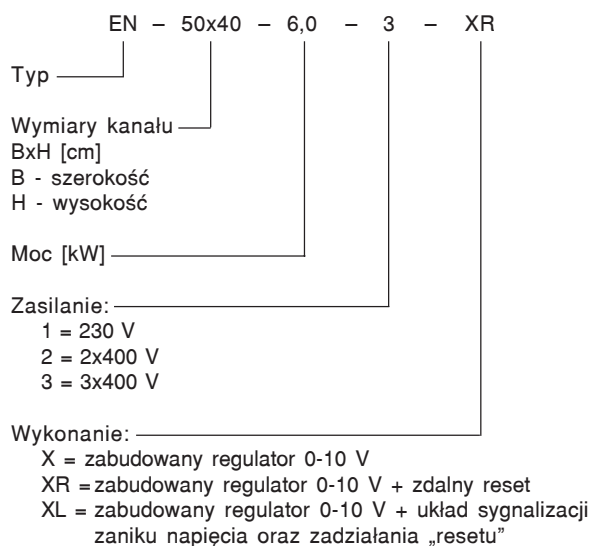 EN – 50x40 – 6,0 – 3 – XR
Typ
Wymiary kanału
BxH [cm]
B - szerokość
H - wysokość
Moc [kW]
Zasilanie:
1 = 230 V
2 = 2x400 V
3 = 3x400 V
Wykonanie:
X = zabudowany regulator 0-10 V
XR = zabudowany regulator 0-10 V + zdalny reset
XL = zabudowany regulator 0-10 V + układ sygnalizacji
zaniku napięcia oraz zadziałania „resetu”